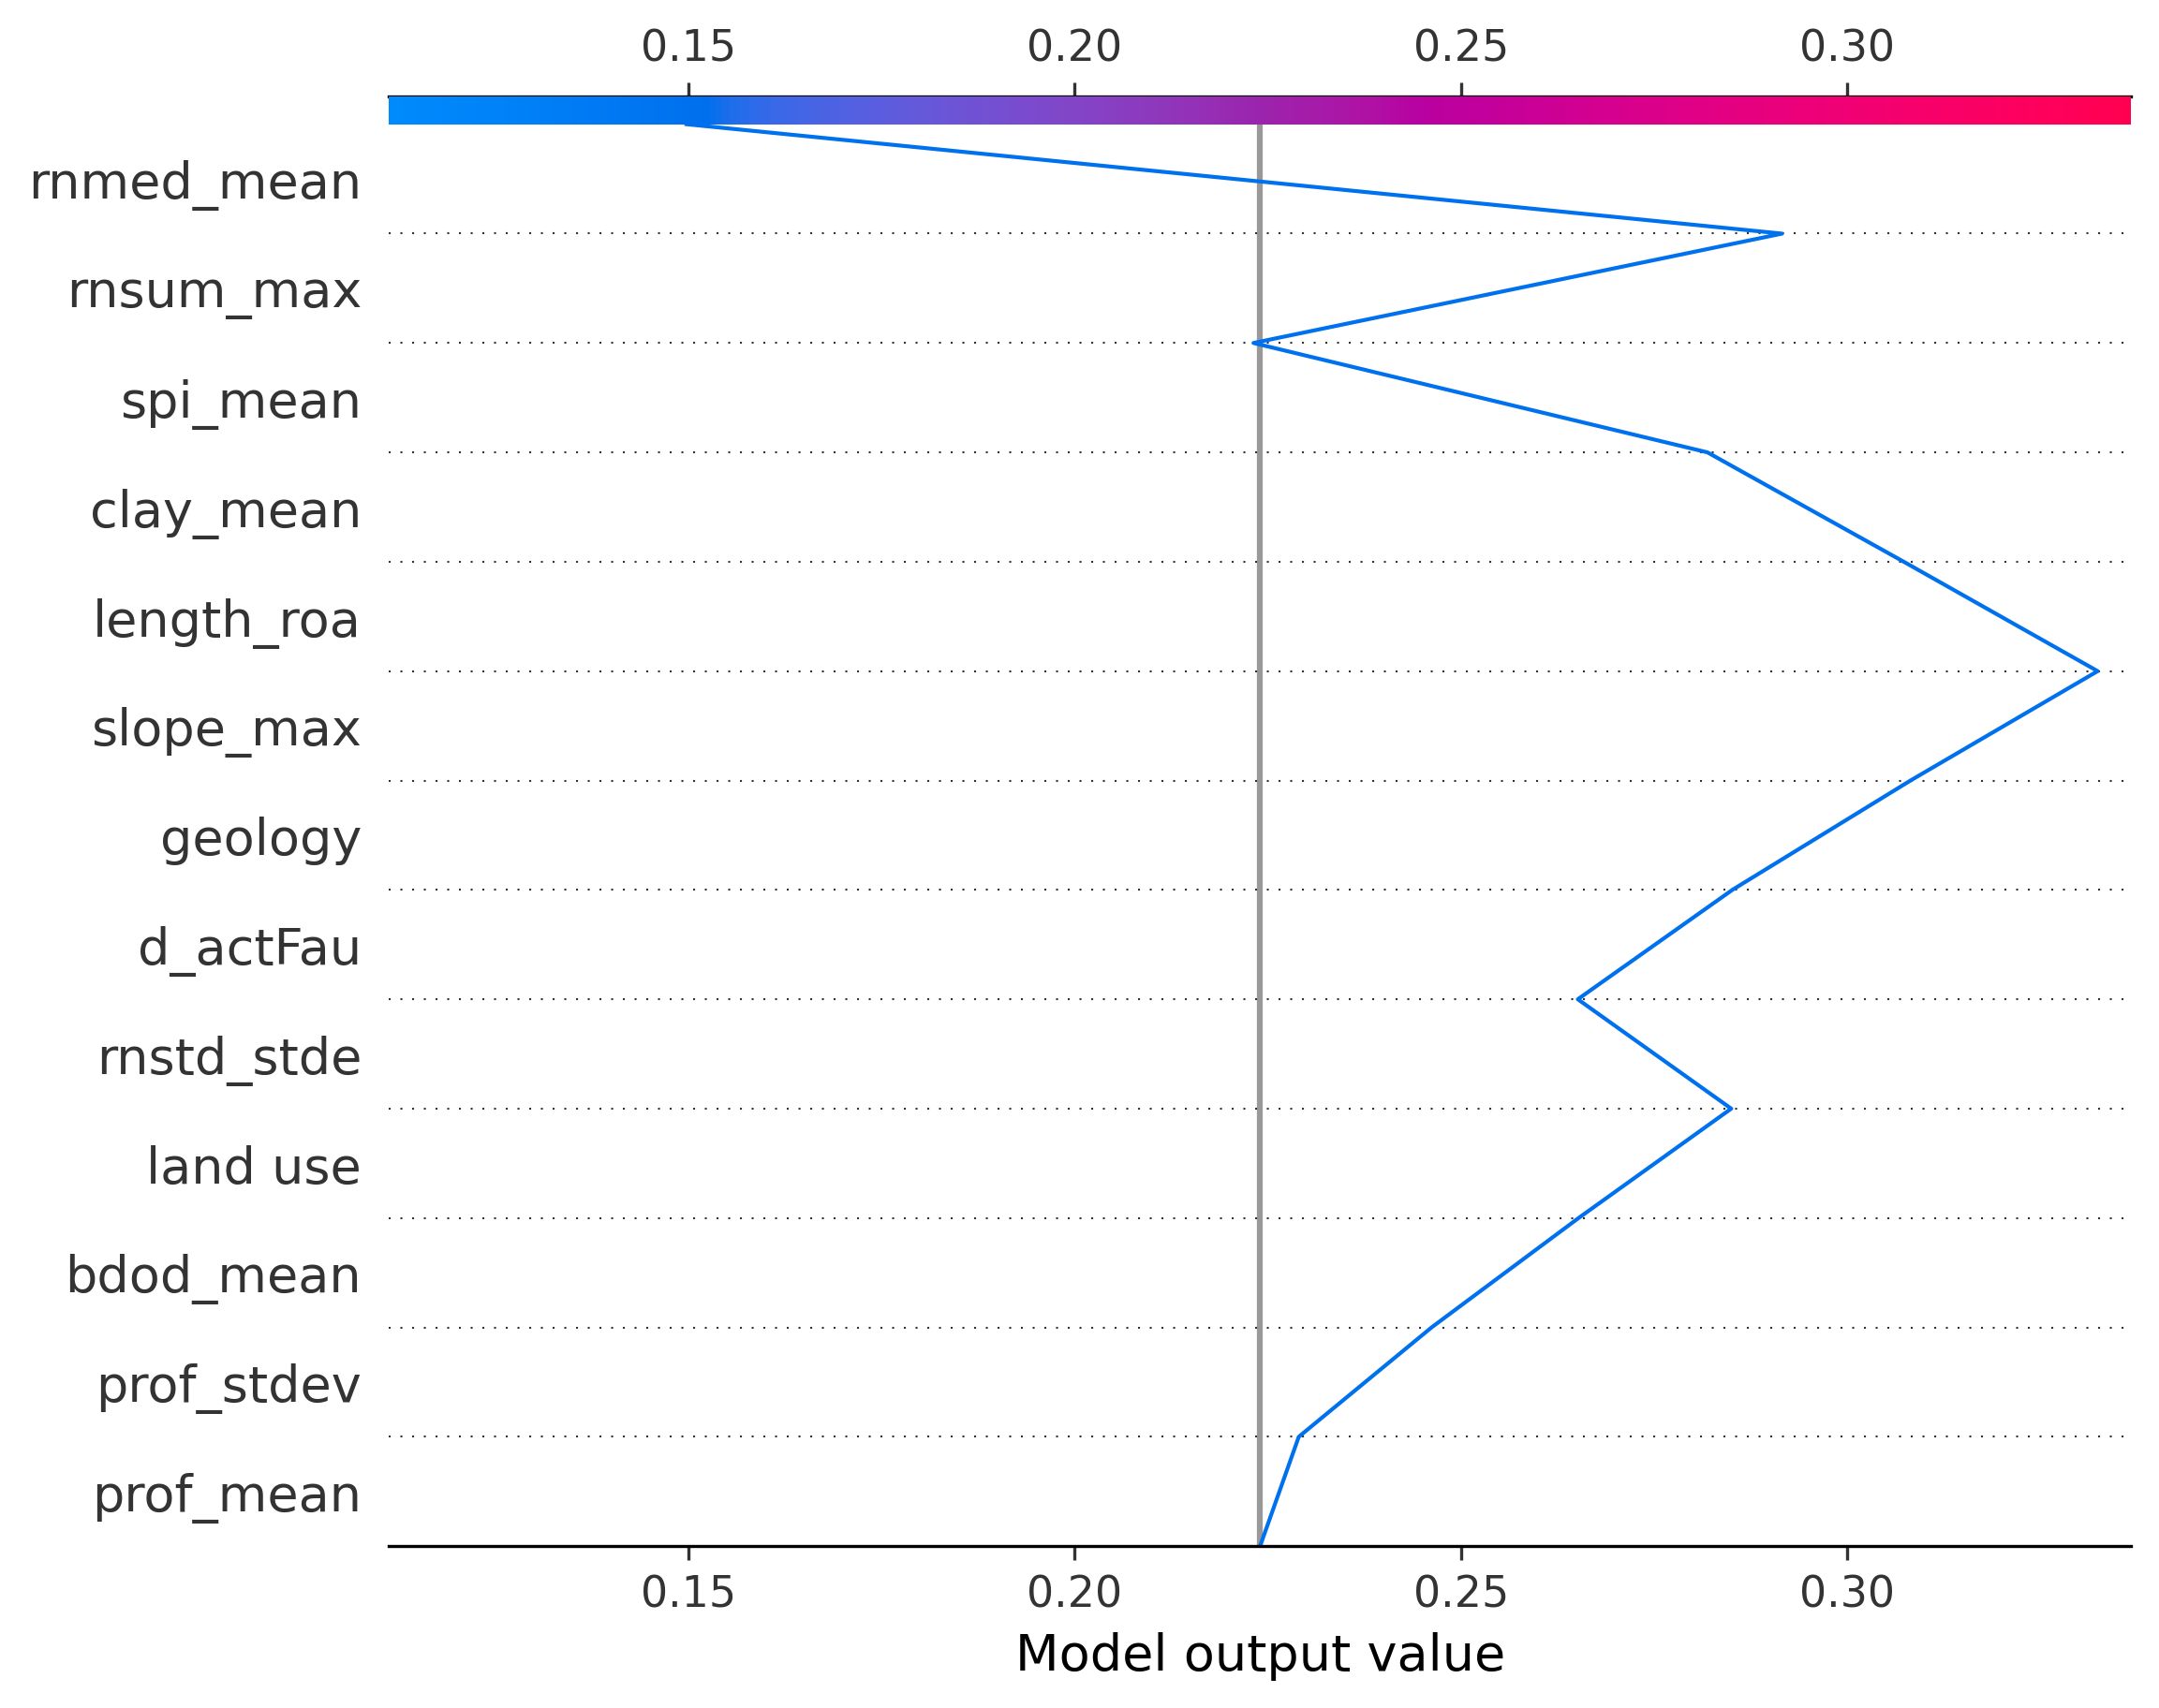 0.15 0.20 0.25 0.30
rnmed_mean
rnsum_max
spi_mean
clay_mean
length_roa
slope_max
geology
d_actFau
rnstd_stde
land use
bdod_mean
prof_stdev
prof_mean
0.15 0.20 0.25 0.30
Model output value